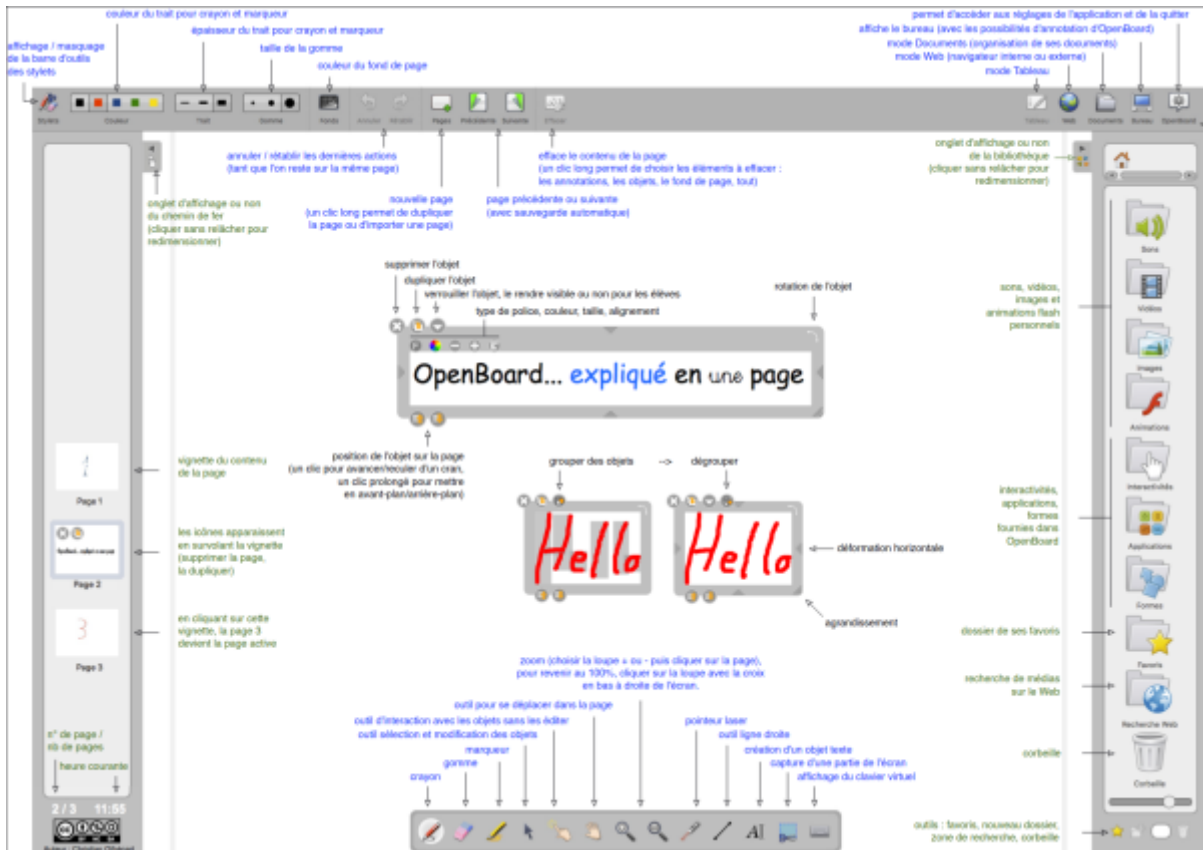 couleur du trait pour crayon et marqueur
épaisseur du trait pour crayon et marqueur
affichage / masquage
de la barre d'outils
des stylets
taille de la gomme
couleur du fond de page
permet d'accéder aux réglages de l'application et de la quitter
affiche le bureau (avec les possibilités d'annotation d'OpenBoard)
mode Documents (organisation de ses documents)
mode Web (navigateur interne ou externe)
mode Tableau
Stylets
Couleur
Trait
Gomme
Fonds
Annuler
Rétablir
Pages
Précédente
Suivante
Effacer
Tableau
Web
Documents
Bureau
OpenBoard
annuler / rétablir les dernières actions
(tant que l'on reste sur la même page)
efface le contenu de la page
(un clic long permet de choisir les éléments à effacer :
les annotations, les objets, le fond de page, tout)
onglet d'affichage ou non
de la bibliothèque
(cliquer sans relâcher pour
redimensionner)
onglet d'affichage ou non
du chemin de fer
(cliquer sans relâcher pour
redimensionner)
nouvelle page
(un clic long permet de dupliquer
la page ou d'importer une page)
page précédente ou suivante
(avec sauvegarde automatique)
supprimer l'objet
dupliquer l'objet
verrouiller l'objet, le rendre visible ou non pour les élèves
type de police, couleur, taille, alignement
rotation de l'objet
OpenBoard... expliqué en une page
position de l'objet sur la page
(un clic pour avancer/reculer d'un cran,
un clic prolongé pour mettre
en avant-plan/arrière-plan)
grouper des objets --> dégrouper
Hello
Hello
déformation horizontale
agrandissement
sons, vidéos,
images et
animations flash
personnels
Sons
Vidéos
Images
Animations
interactivités,
applications,
formes
fournies dans
OpenBoard
Interactivités
Applications
Formes
dossier de ses favoris
Favoris
recherche de médias
sur le Web
Recherche Web
corbeille
Corbeille
outils : favoris, nouveau dossier,
zone de recherche, corbeille
1
Page 1
vignette du contenu
de la page
Page 2
les icônes apparaissent
en survolant la vignette
(supprimer la page,
la dupliquer)
3
Page 3
en cliquant sur cette
vignette, la page 3
devient la page active
n° de page /
nb de pages
heure courante
2 / 3 11:55
zoom (choisir la loupe + ou - puis cliquer sur la page),
pour revenir au 100%, cliquer sur la loupe avec la croix
en bas à droite de l'écran.
outil pour se déplacer dans la page
outil d'interaction avec les objets sans les éditer
outil sélection et modification des objets
marqueur
gomme
crayon
pointeur laser
outil ligne droite
création d'un objet texte
capture d'une partie de l'écran
affichage du clavier virtuel